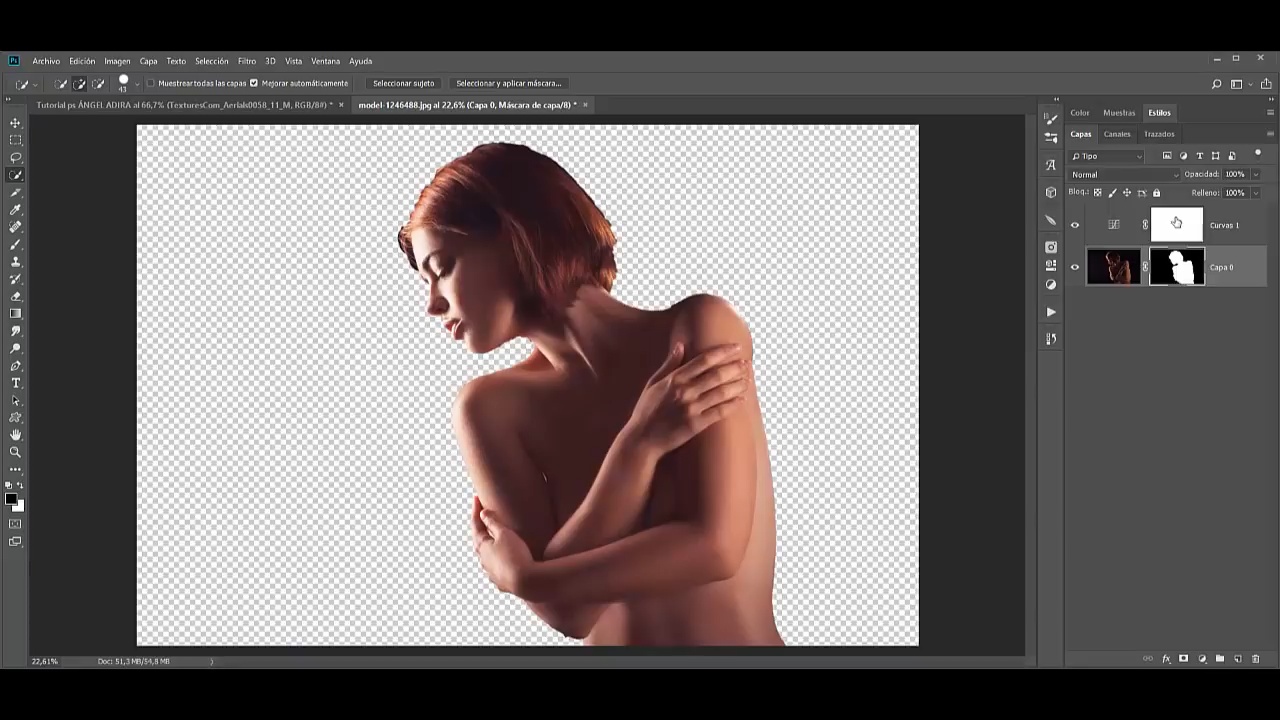 Ps Archivo Edición Imagen Capa Texto Selección Filtro 3D Vista Ventana Ayuda
43 Muestrear todas las capas Mejorar automáticamente Seleccionar sujeto Seleccionar y aplicar máscara...
Tutorial ps ÁNGEL ADIRA al 66,7% (TexturesCom_Aerials0058_11_M, RGB/8#) * × model-1246488.jpg al 22,6% (Capa 0, Máscara de capa/8) * ×
Color Muestras Estilos
Capas Canales Trazados
Tipo
Normal Opacidad: 100%
Bloq.: Relleno: 100%
Curvas 1
Capa 0
22,61% Doc: 51,3 MB/54,8 MB